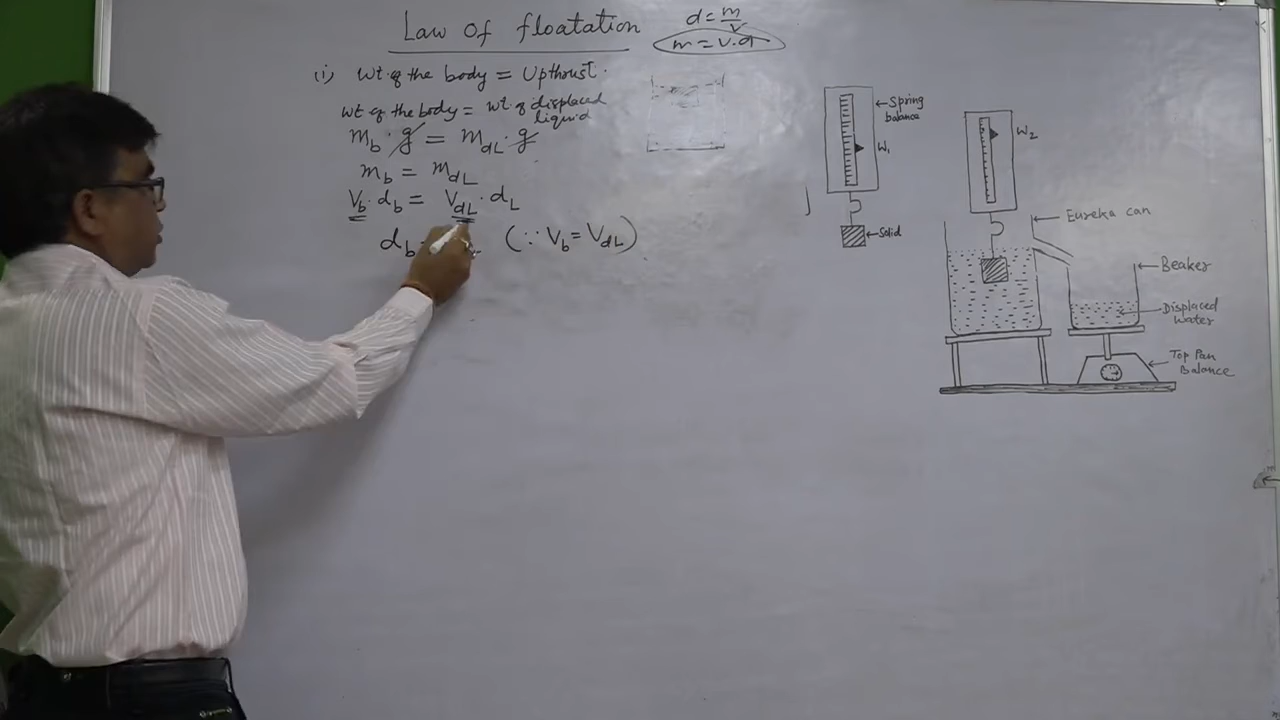 Law of floatation
d = m/v
m = v.d
(i) Wt. of the body = Upthrust.
wt of the body = wt. of displaced
liquid
m_b . g = m_dL . g
m_b = m_dL
V_b . d_b = V_dL . d_L
d_b = (∵ V_b = V_dL)
Spring
balance
W₁
Solid
W₂
Eureka can
Beaker
Displaced
Water
Top Pan
Balance